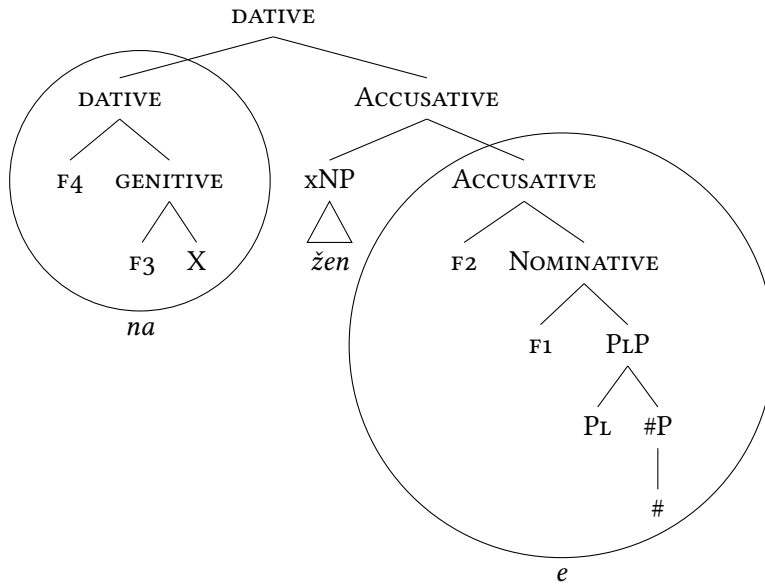 DATIVE
DATIVE ACCUSATIVE
F4 GENITIVE xNP ACCUSATIVE
F3 X žen F2 NOMINATIVE
na F1 PLP
PL #P
#
e